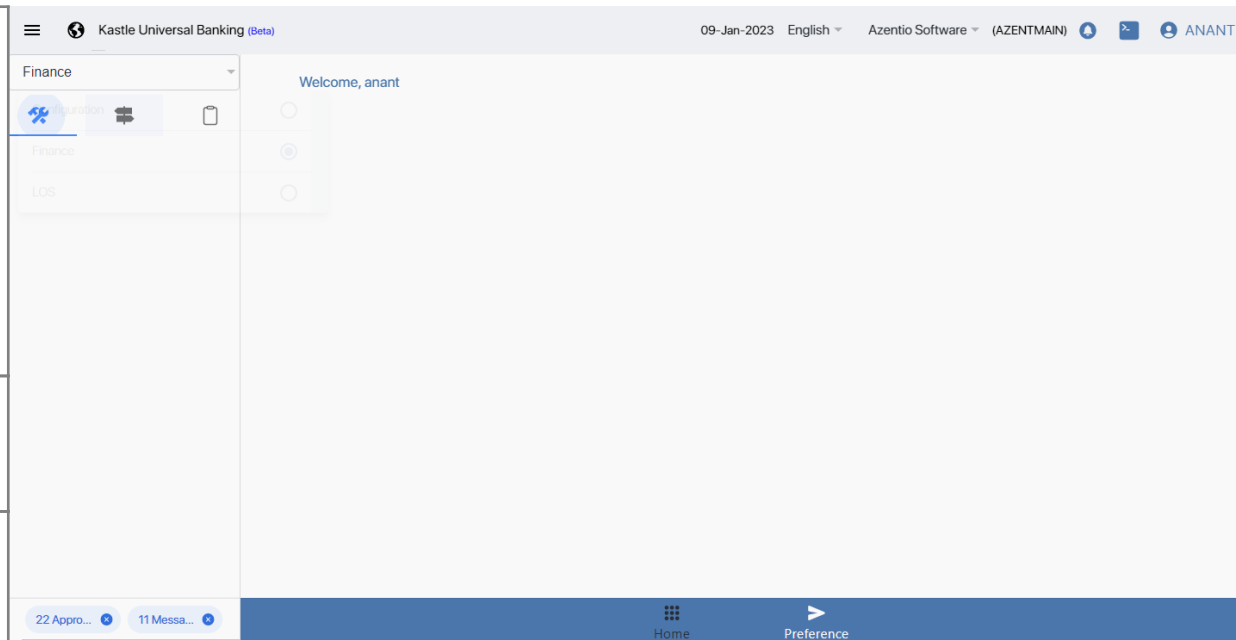 Kastle Universal Banking (Beta) 09-Jan-2023 English Azentio Software (AZENTMAIN) ANANT
Finance
Welcome, anant
Configuration
Finance
LOS
22 Appro... 11 Messa...
Home Preference